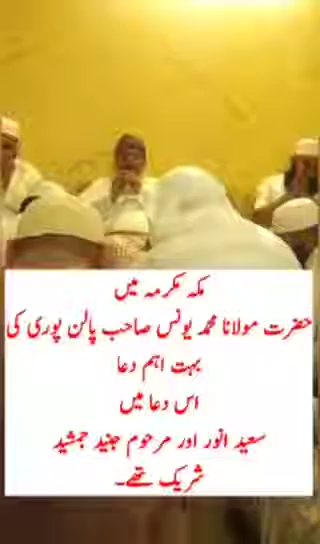 مکہ مکرمہ میں
حضرت مولانا محمد یونس صاحب پالن پوری کی
بہت اہم دعا
اس دعا میں
سعید انور اور مرحوم جنید جمشید
شریک تھے۔